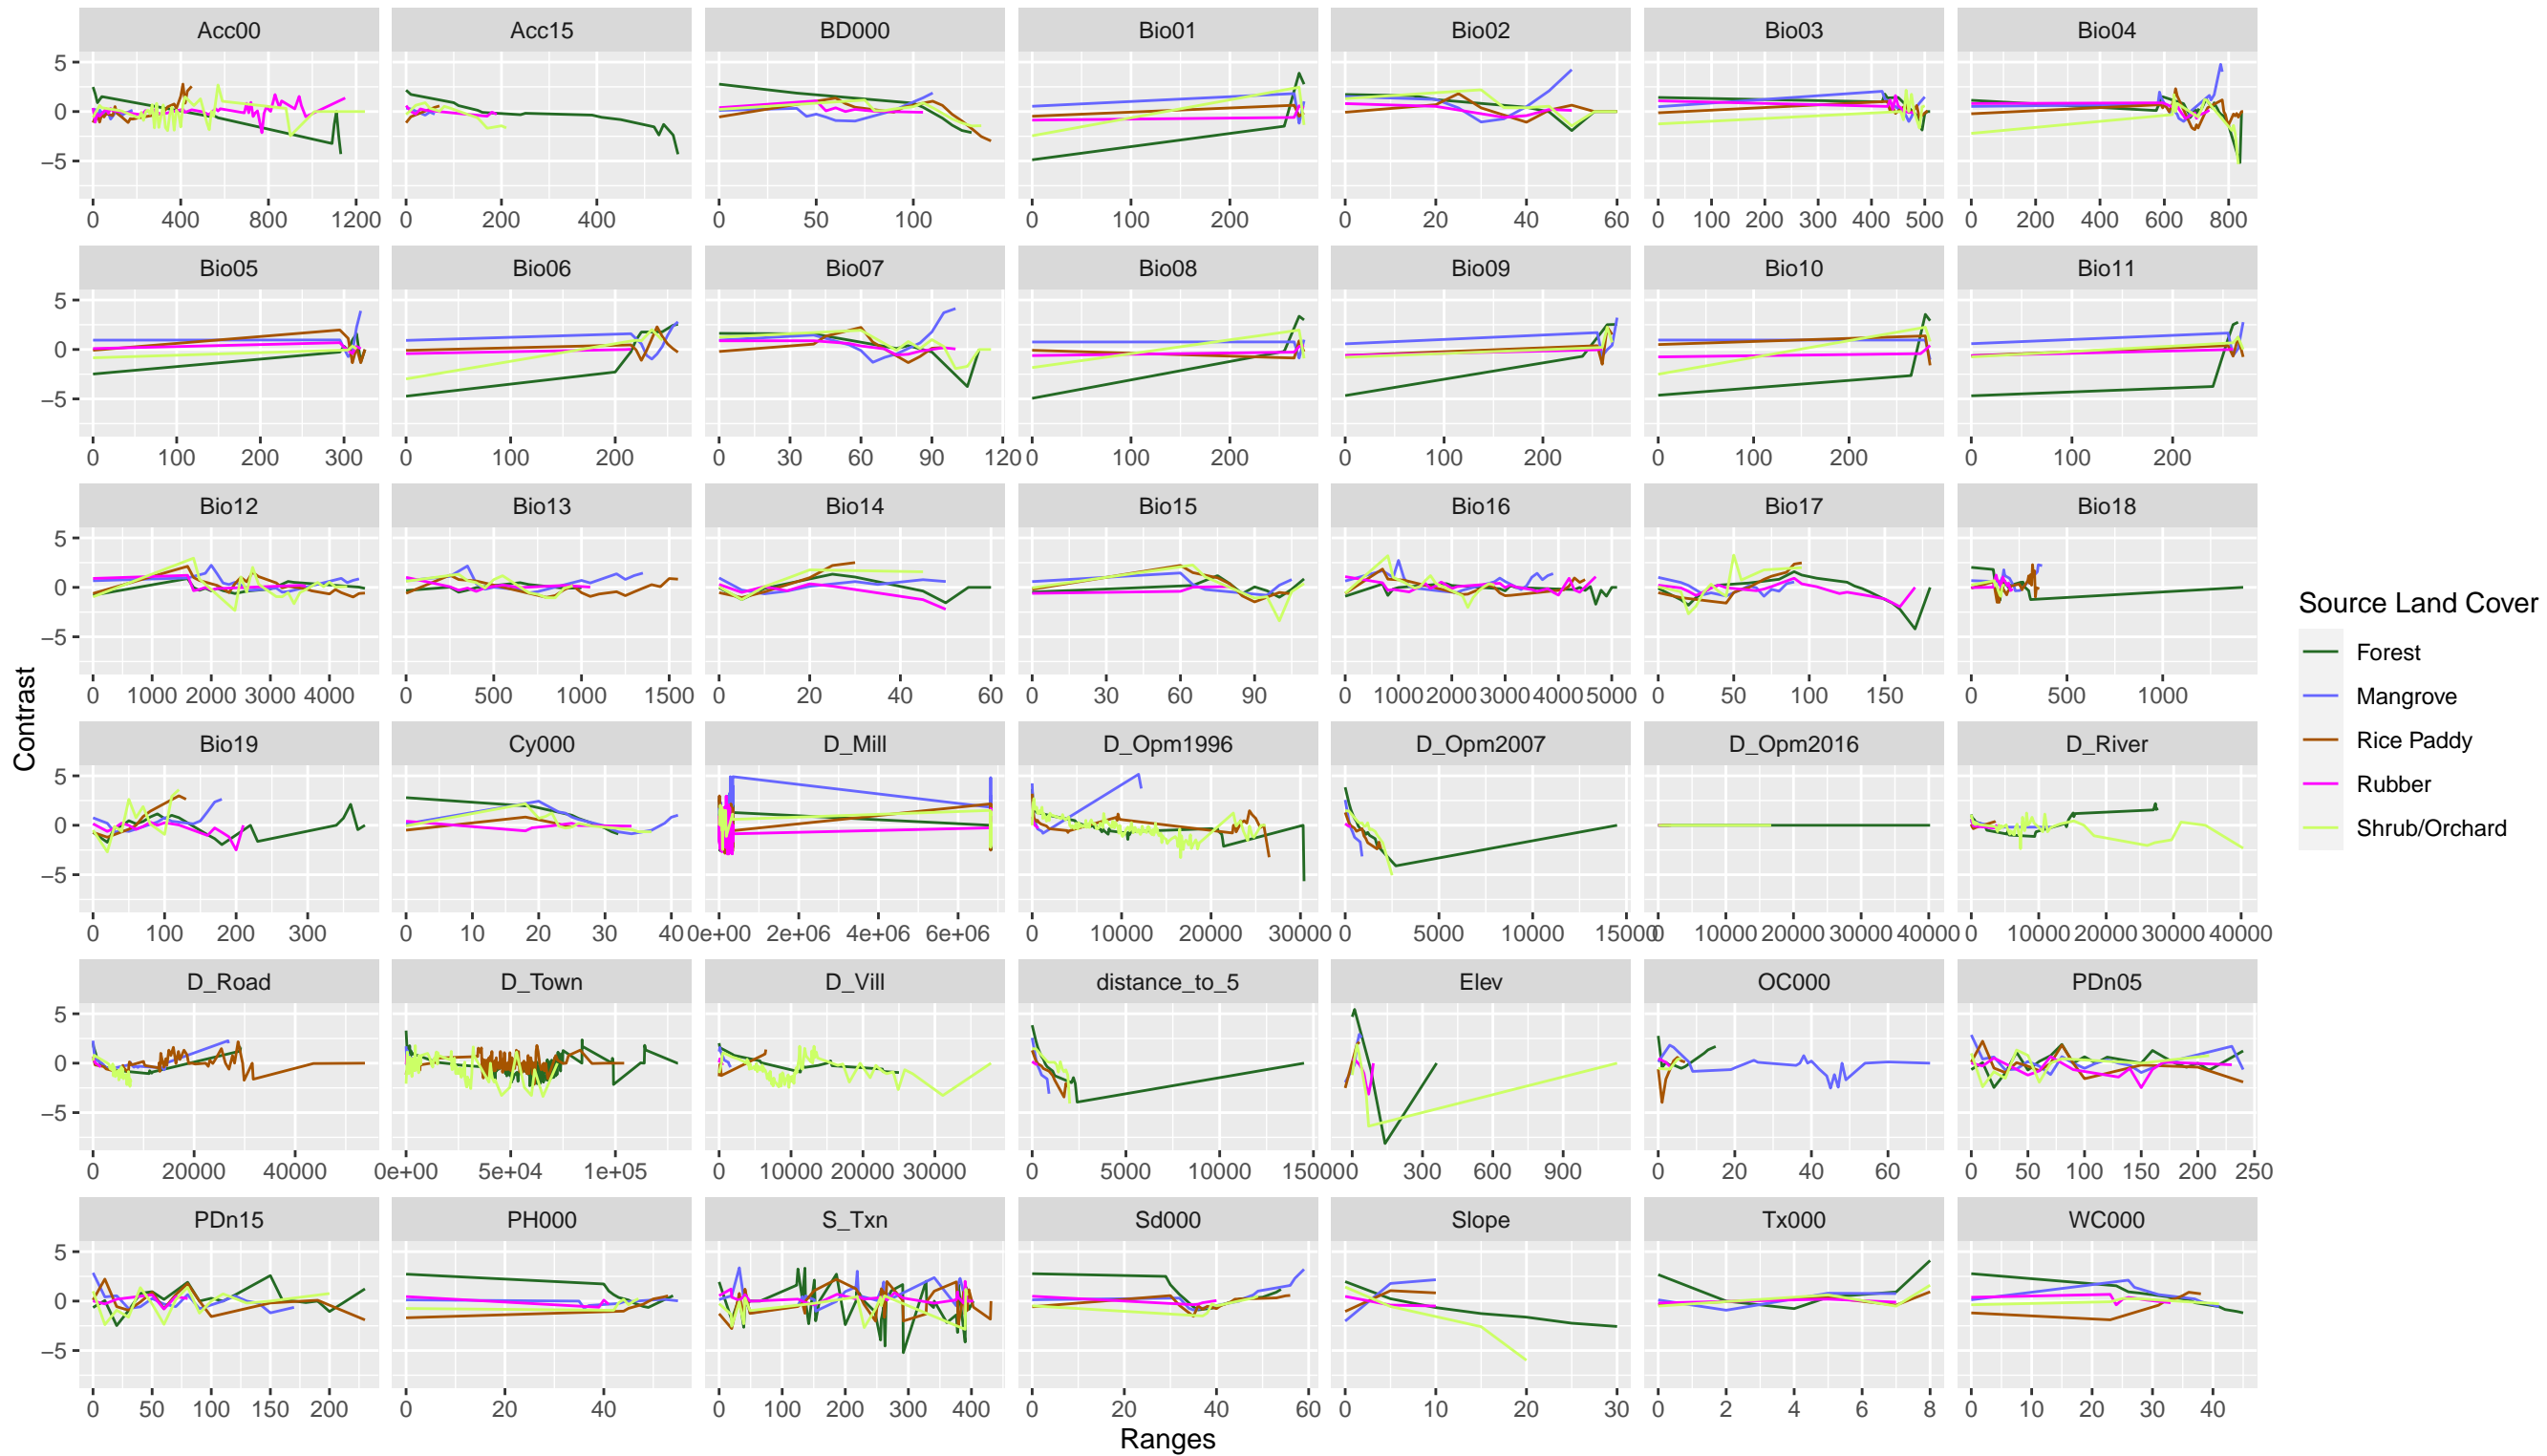 Acc00 Acc15 BD000 Bio01 Bio02 Bio03 Bio04
5
0
−5
0 400 800 1200 0 200 400 0 50 100 0 100 200 0 20 40 60 0 100 200 300 400 500 0 200 400 600 800
Bio05 Bio06 Bio07 Bio08 Bio09 Bio10 Bio11
5
0
−5
0 100 200 300 0 100 200 0 30 60 90 120 0 100 200 0 100 200 0 100 200 0 100 200
Bio12 Bio13 Bio14 Bio15 Bio16 Bio17 Bio18
5
0
−5
0 1000 2000 3000 4000 0 500 1000 1500 0 20 40 60 0 30 60 90 0 1000 2000 3000 4000 5000 0 50 100 150 0 500 1000
Bio19 Cy000 D_Mill D_Opm1996 D_Opm2007 D_Opm2016 D_River
5
0
−5
0 100 200 300 0 10 20 30 40 0e+00 2e+06 4e+06 6e+06 0 10000 20000 30000 0 5000 10000 15000 0 10000 20000 30000 40000 0 10000 20000 30000 40000
D_Road D_Town D_Vill distance_to_5 Elev OC000 PDn05
5
0
−5
0 20000 40000 0e+00 5e+04 1e+05 0 10000 20000 30000 0 5000 10000 15000 0 300 600 900 0 20 40 60 0 50 100 150 200 250
PDn15 PH000 S_Txn Sd000 Slope Tx000 WC000
5
0
−5
0 50 100 150 200 0 20 40 0 100 200 300 400 0 20 40 60 0 10 20 30 0 2 4 6 8 0 10 20 30 40
Ranges
Contrast
Source Land Cover
Forest
Mangrove
Rice Paddy
Rubber
Shrub/Orchard